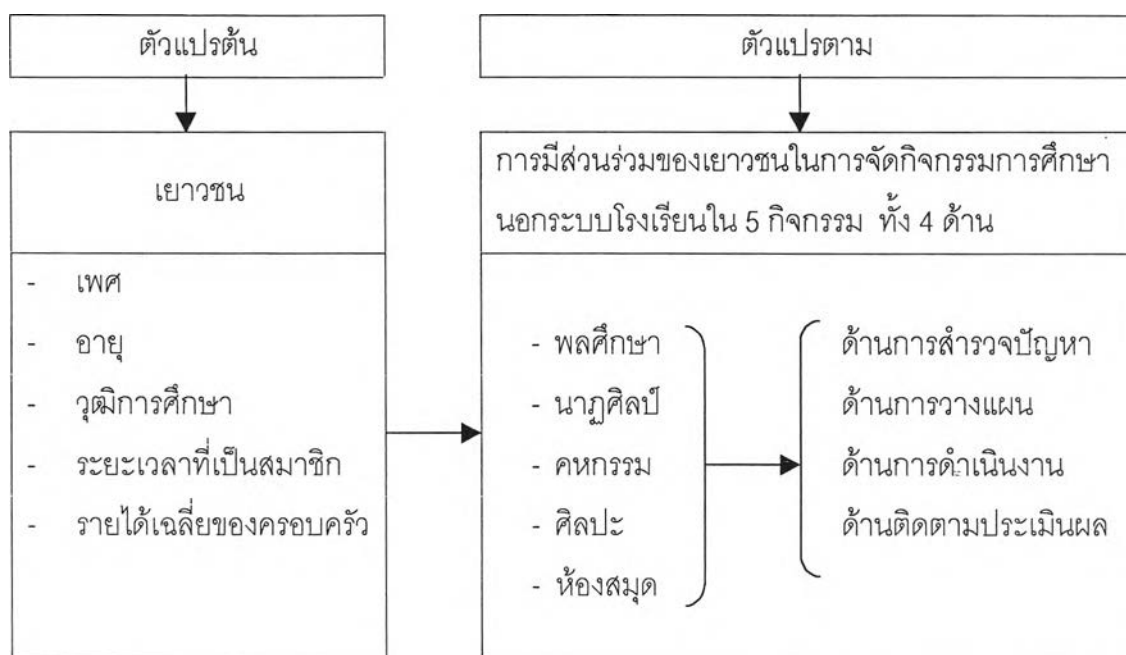 ตัวแปรต้น
ตัวแปรตาม
เยาวชน
การมีส่วนร่วมของเยาวชนในการจัดกิจกรรมการศึกษา
นอกระบบโรงเรียนใน 5 กิจกรรม ทั้ง 4 ด้าน
- เพศ
- อายุ
- วุฒิการศึกษา
- ระยะเวลาที่เป็นสมาชิก
- รายได้เฉลี่ยของครอบครัว
- พลศึกษา
- นาฏศิลป์
- คหกรรม
- ศิลปะ
- ห้องสมุด
ด้านการสำรวจปัญหา
ด้านการวางแผน
ด้านการดำเนินงาน
ด้านติดตามประเมินผล